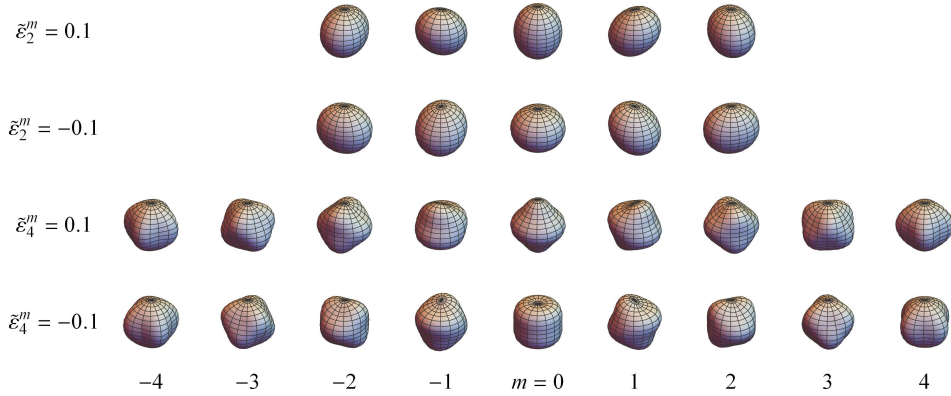 ε̃₂ᵐ = 0.1
ε̃₂ᵐ = −0.1
ε̃₄ᵐ = 0.1
ε̃₄ᵐ = −0.1
−4 −3 −2 −1 m = 0 1 2 3 4